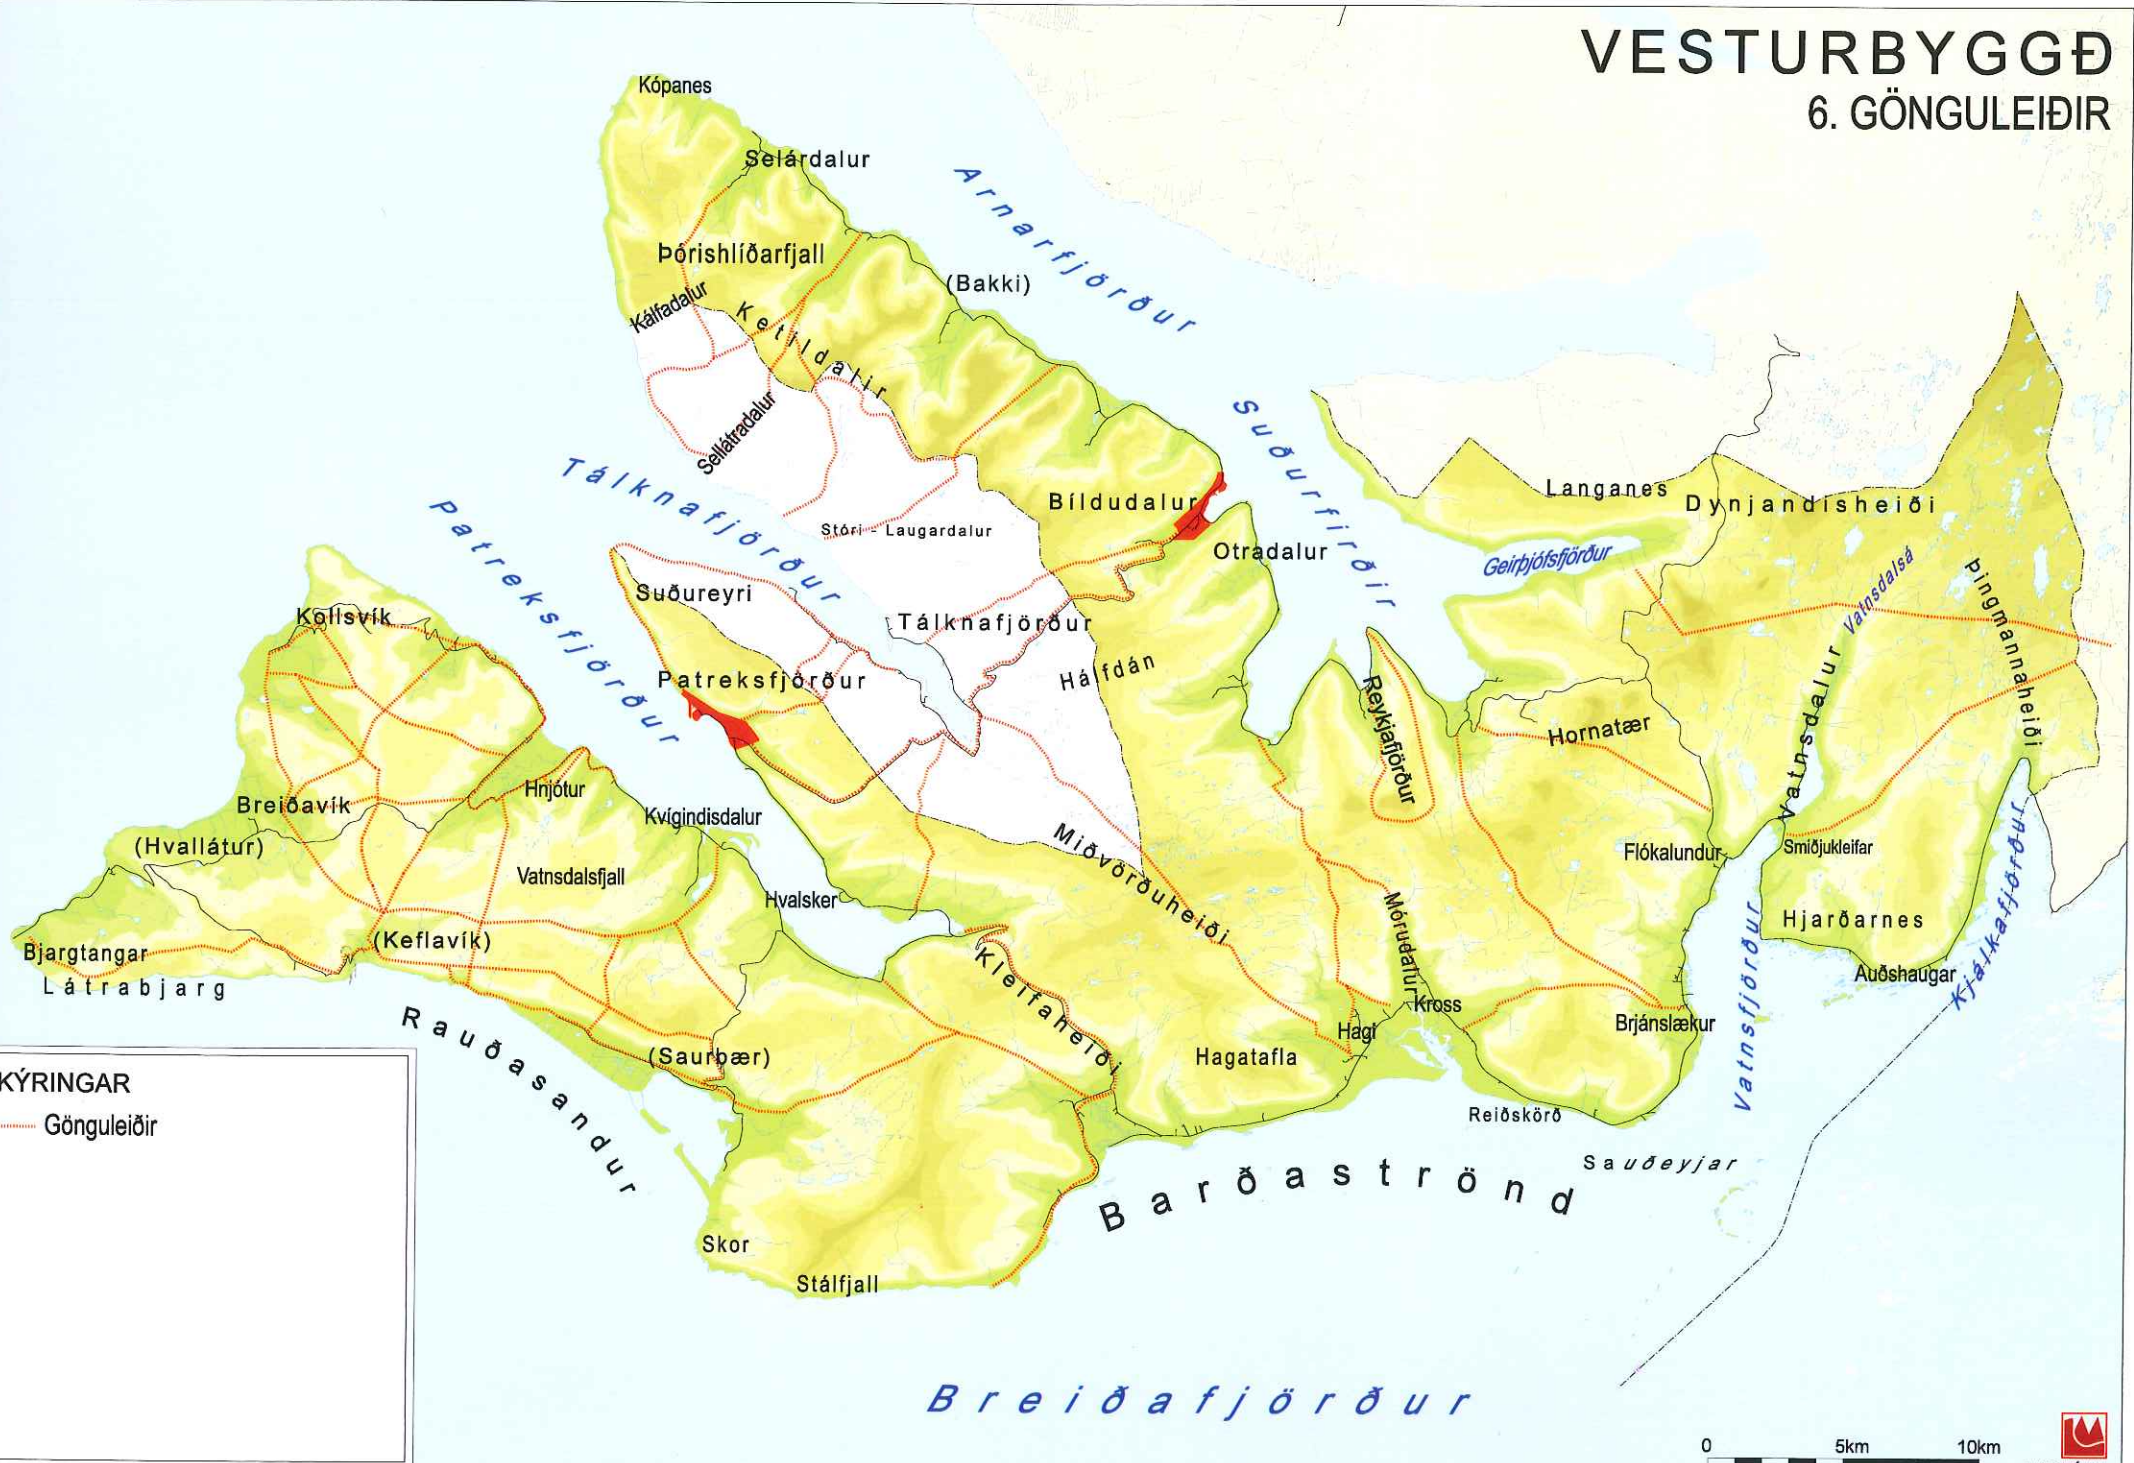 VESTURBYGGÐ
6. GÖNGULEIÐIR
Kópanes
Selárdalur
Arnarfjörður
Þórishlíðarfjall
(Bakki)
Kálfadalur
Ketildalir
Sellátradalur
Suðurfirðir
Tálknafjörður
Patreksfjörður
Bíldudalur
Langanes
Dynjandisheiði
Stóri - Laugardalur
Otradalur
Geirþjófsfjörður
Vatnsdalsá
Þingmannaheiði
Suðureyri
Kollsvík
Tálknafjörður
Hálfdán
Patreksfjörður
Reykjafjörður
Vatnsdalur
Hornatær
Hnjótur
Breiðavík
Kvígindisdalur
(Hvallátur)
Miðvörðuheiði
Flókalundur
Smiðjukleifar
Kjálkafjörður
Vatnsdalsfjall
Hvalsker
Mórudalur
Hjarðarnes
(Keflavík)
Bjargtangar
Látrabjarg
Kleifaheiði
Auðshaugar
Vatnsfjörður
Kross
Hagi
Brjánslækur
Rauðasandur
(Saurbær)
Hagatafla
Reiðskörð
KÝRINGAR
Gönguleiðir
Sauðeyjar
Barðaströnd
Skor
Stálfjall
Breiðafjörður
0 5km 10km